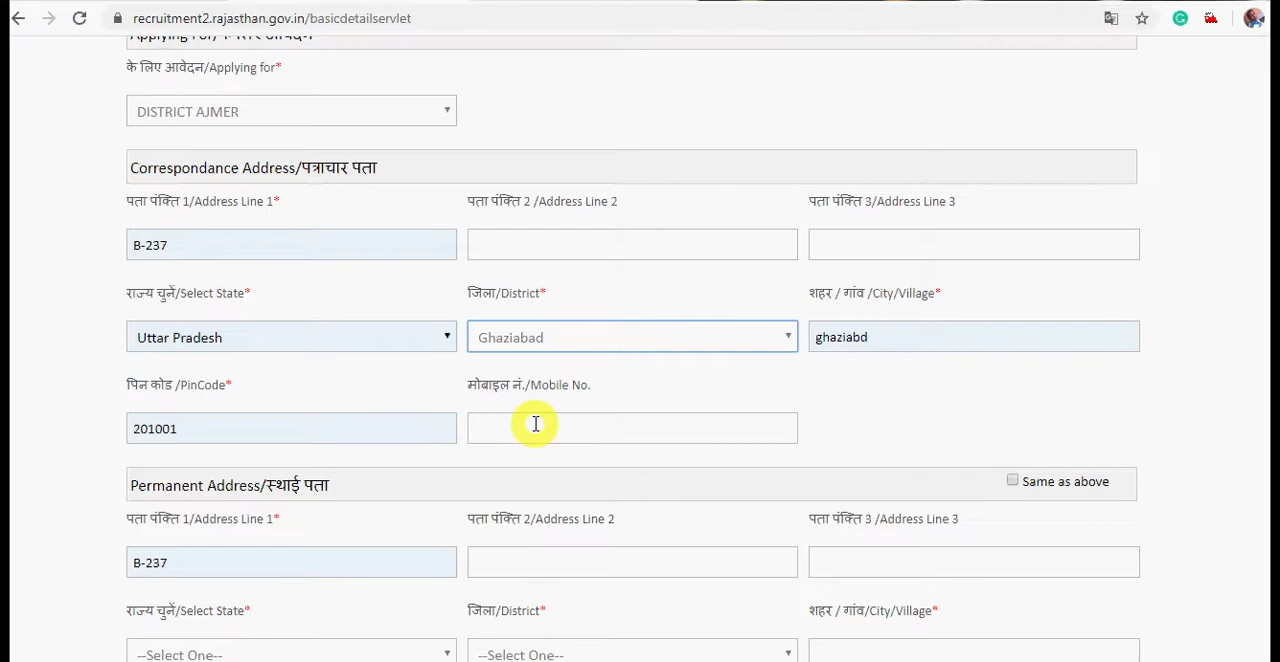 recruitment2.rajasthan.gov.in/basicdetailservlet
Applying For/के लिए आवेदन
के लिए आवेदन/Applying for*
DISTRICT AJMER
Correspondance Address/पत्राचार पता
पता पंक्ति 1/Address Line 1* पता पंक्ति 2 /Address Line 2 पता पंक्ति 3/Address Line 3
B-237
राज्य चुनें/Select State* जिला/District* शहर / गांव /City/Village*
Uttar Pradesh Ghaziabad ghaziabd
पिन कोड /PinCode* मोबाइल नं./Mobile No.
201001
Permanent Address/स्थाई पता Same as above
पता पंक्ति 1/Address Line 1* पता पंक्ति 2/Address Line 2 पता पंक्ति 3 /Address Line 3
B-237
राज्य चुनें/Select State* जिला/District* शहर / गांव/City/Village*
--Select One-- --Select One--